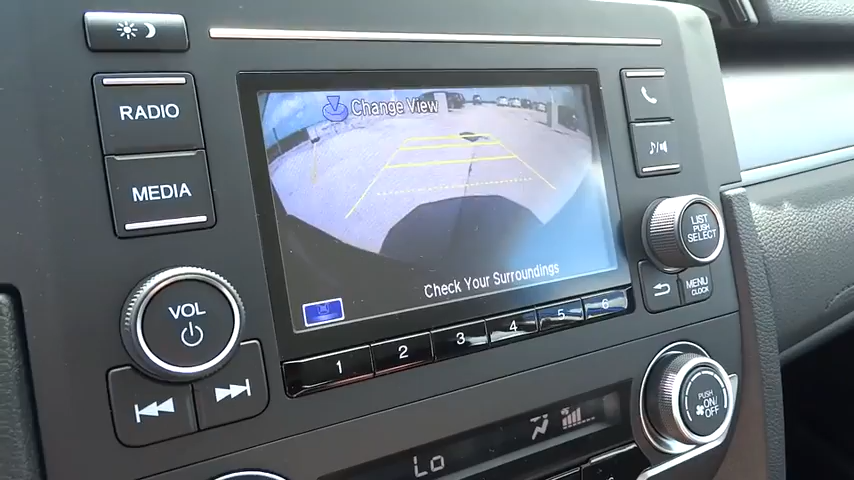 RADIO
MEDIA
VOL
Change View
Check Your Surroundings
1 2 3 4 5 6
LIST
PUSH
SELECT
MENU
CLOCK
PUSH
ON/
OFF
Lo